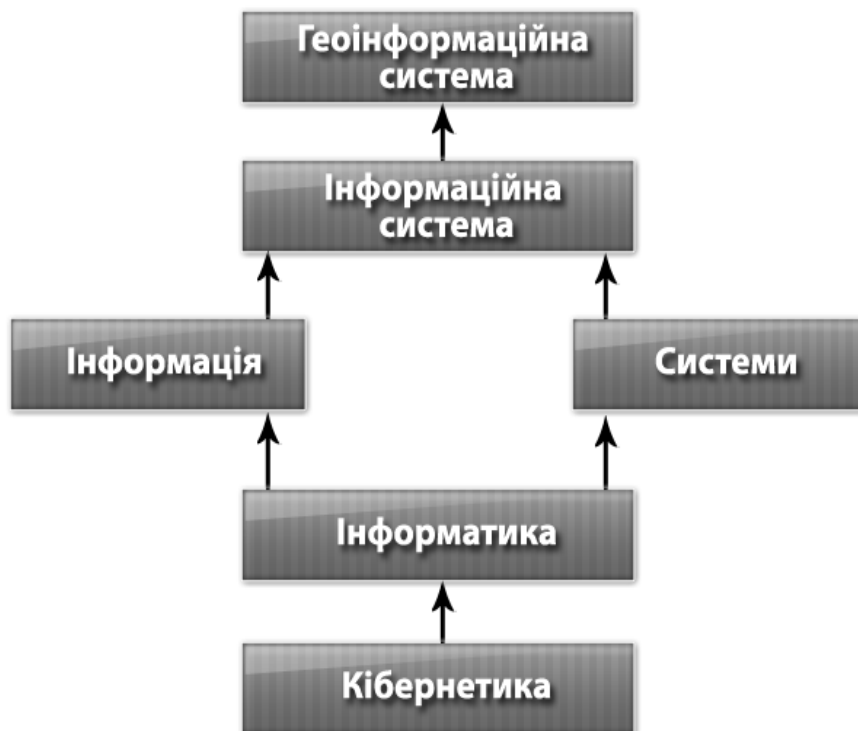 Геоінформаційна
система
Інформаційна
система
Інформація
Системи
Інформатика
Кібернетика